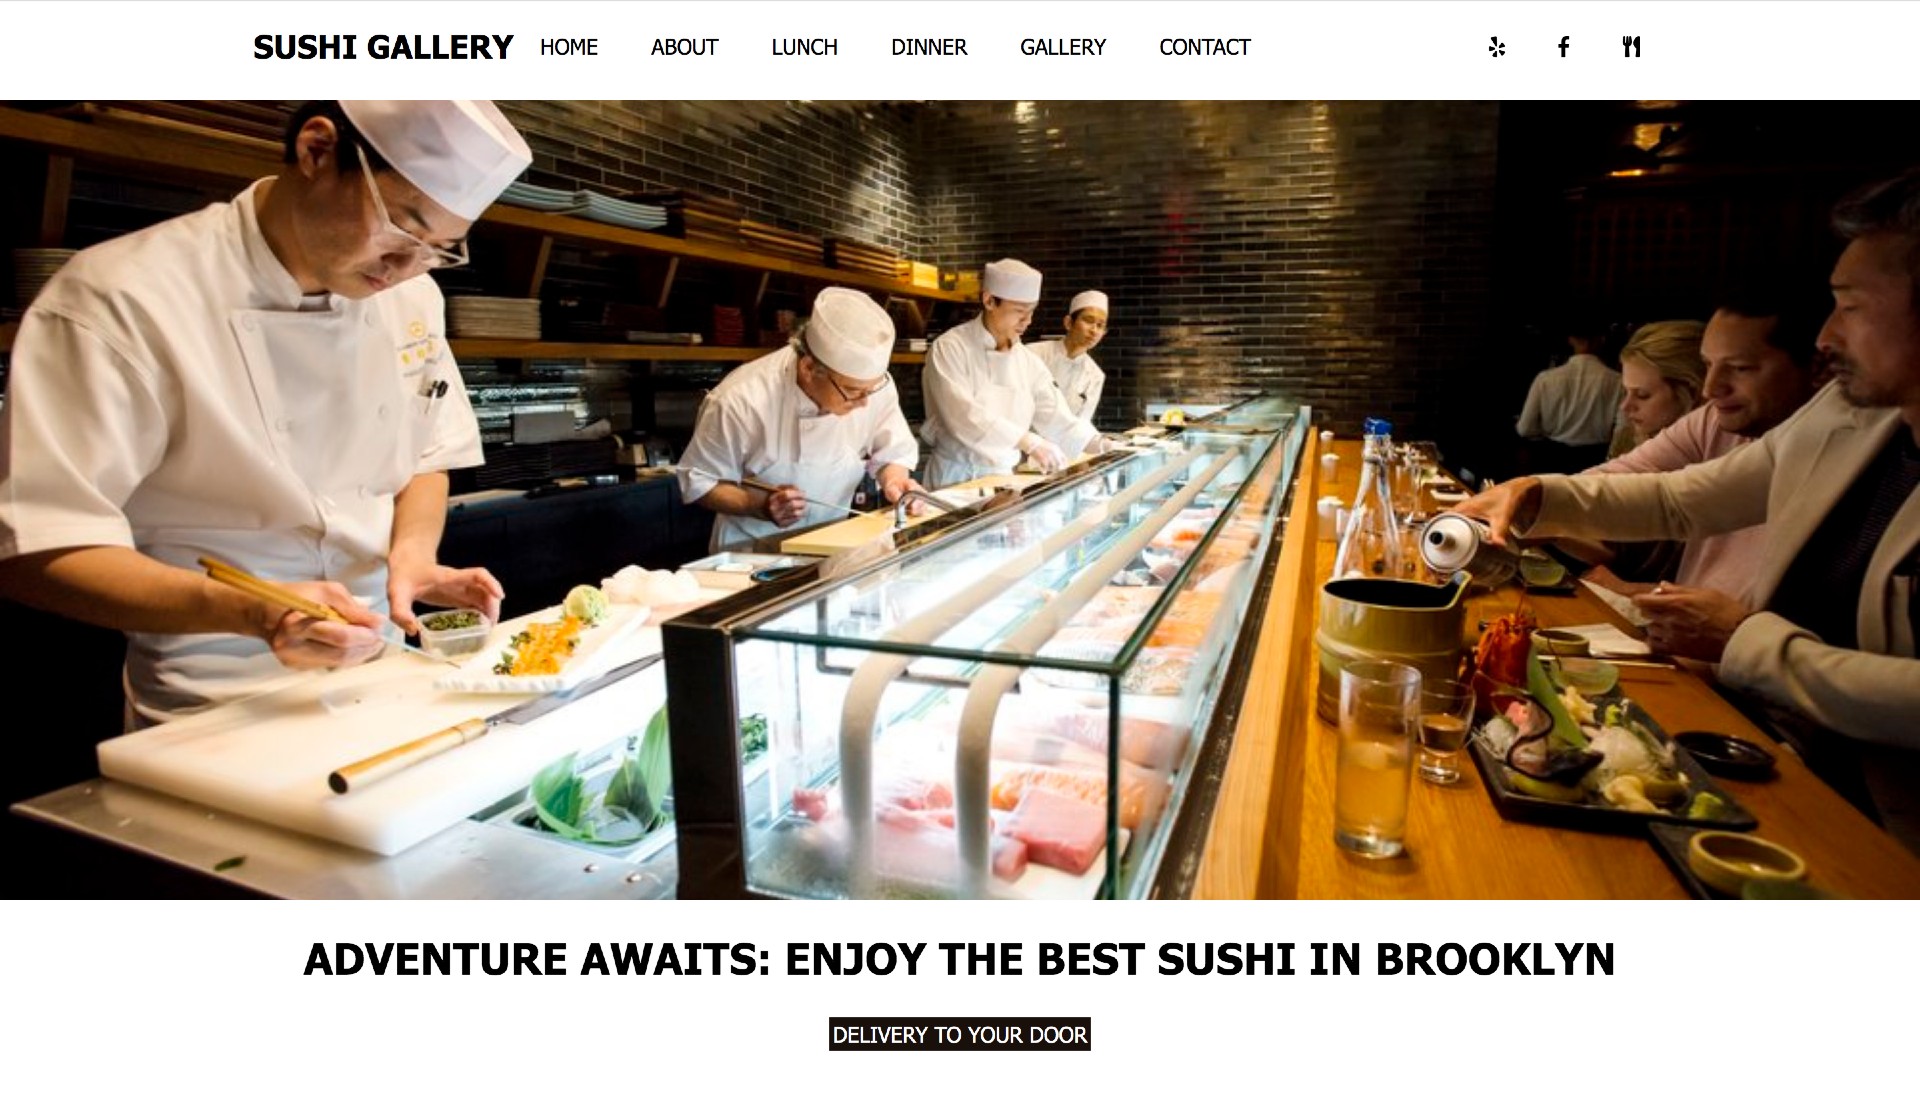 SUSHI GALLERY HOME ABOUT LUNCH DINNER GALLERY CONTACT
ADVENTURE AWAITS: ENJOY THE BEST SUSHI IN BROOKLYN
DELIVERY TO YOUR DOOR